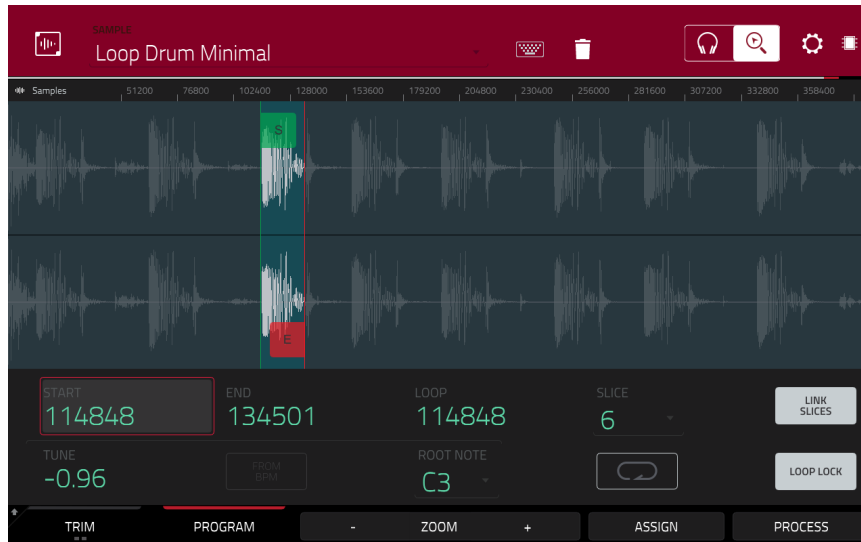 SAMPLE
Loop Drum Minimal
Samples 51200 76800 102400 128000 153600 179200 204800 230400 256000 281600 307200 332800 358400
S
E
START END LOOP SLICE
114848 134501 114848 6
LINK
SLICES
TUNE ROOT NOTE
-0.96 FROM BPM C3
LOOP LOCK
TRIM PROGRAM - ZOOM + ASSIGN PROCESS